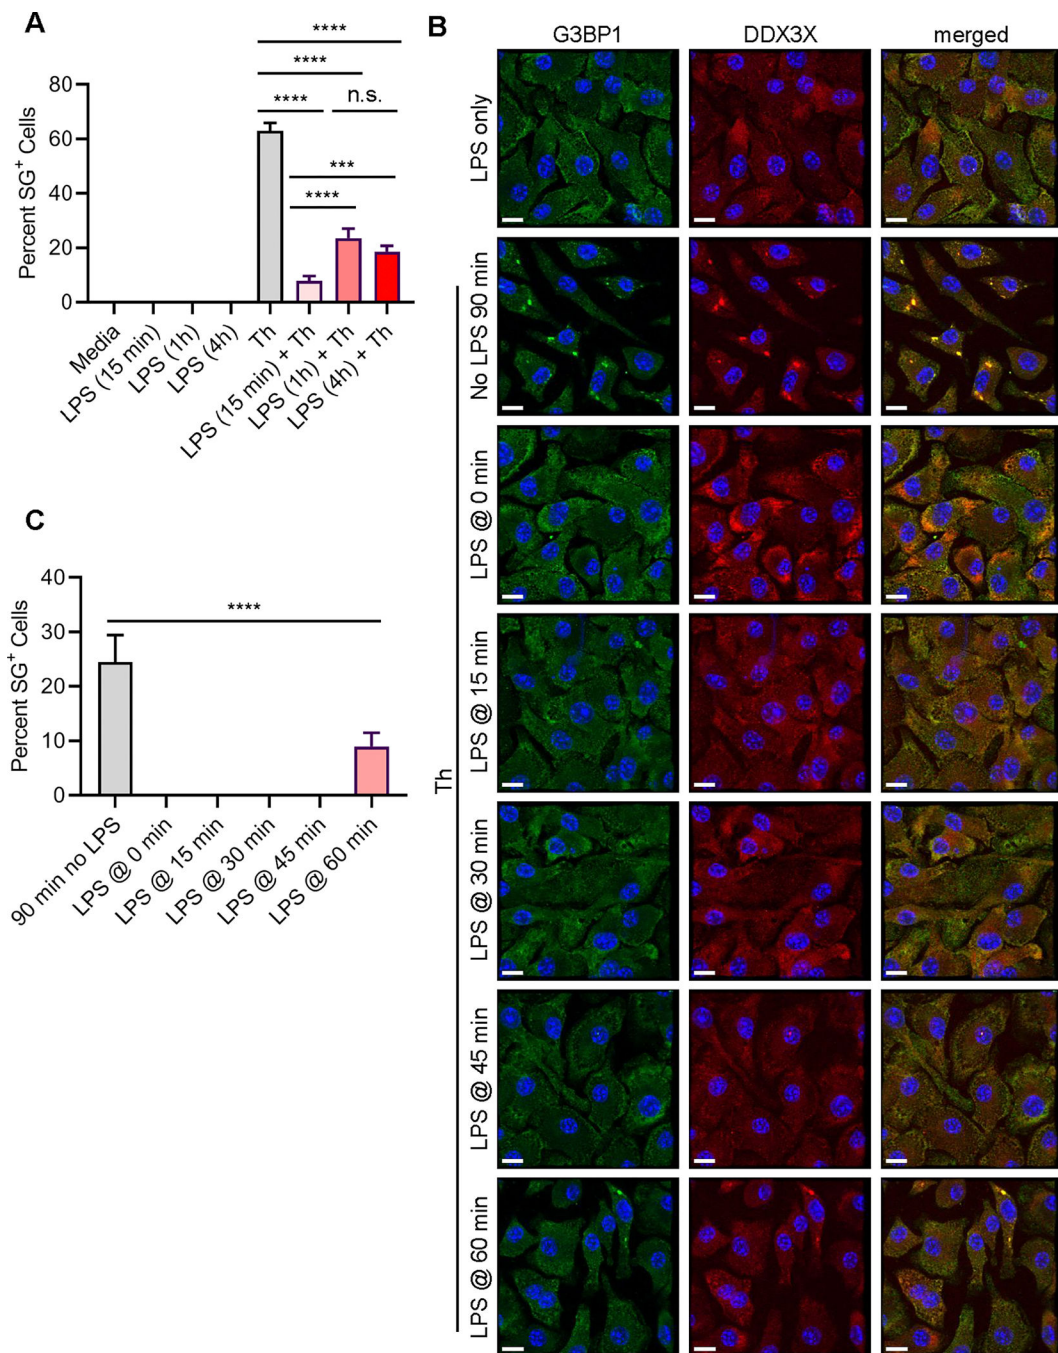 A
****
****
****
n.s.
***
****
Percent SG+ Cells
80
60
40
20
0
Media
LPS (15 min)
LPS (1h)
LPS (4h)
Th
LPS (15 min) + Th
LPS (1h) + Th
LPS (4h) + Th
B
G3BP1
DDX3X
merged
LPS only
No LPS 90 min
LPS @ 0 min
LPS @ 15 min
LPS @ 30 min
LPS @ 45 min
LPS @ 60 min
Th
C
****
Percent SG+ Cells
40
30
20
10
0
90 min no LPS
LPS @ 0 min
LPS @ 15 min
LPS @ 30 min
LPS @ 45 min
LPS @ 60 min